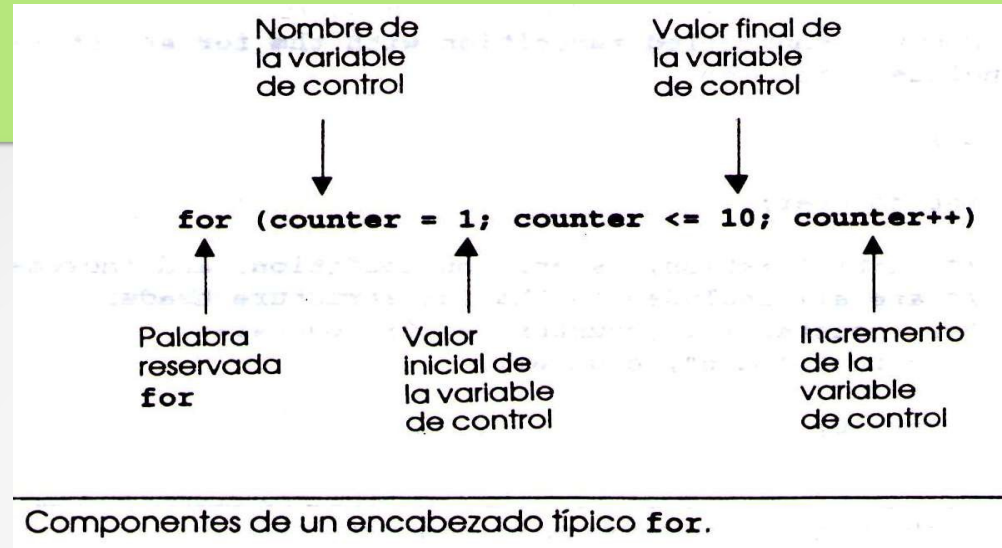 Nombre de
la variable
de control
Valor final de
la variable
de control
for (counter = 1; counter <= 10; counter++)
Palabra
reservada
for
Valor
inicial de
la variable
de control
Incremento
de la
variable
de control
Componentes de un encabezado típico for.